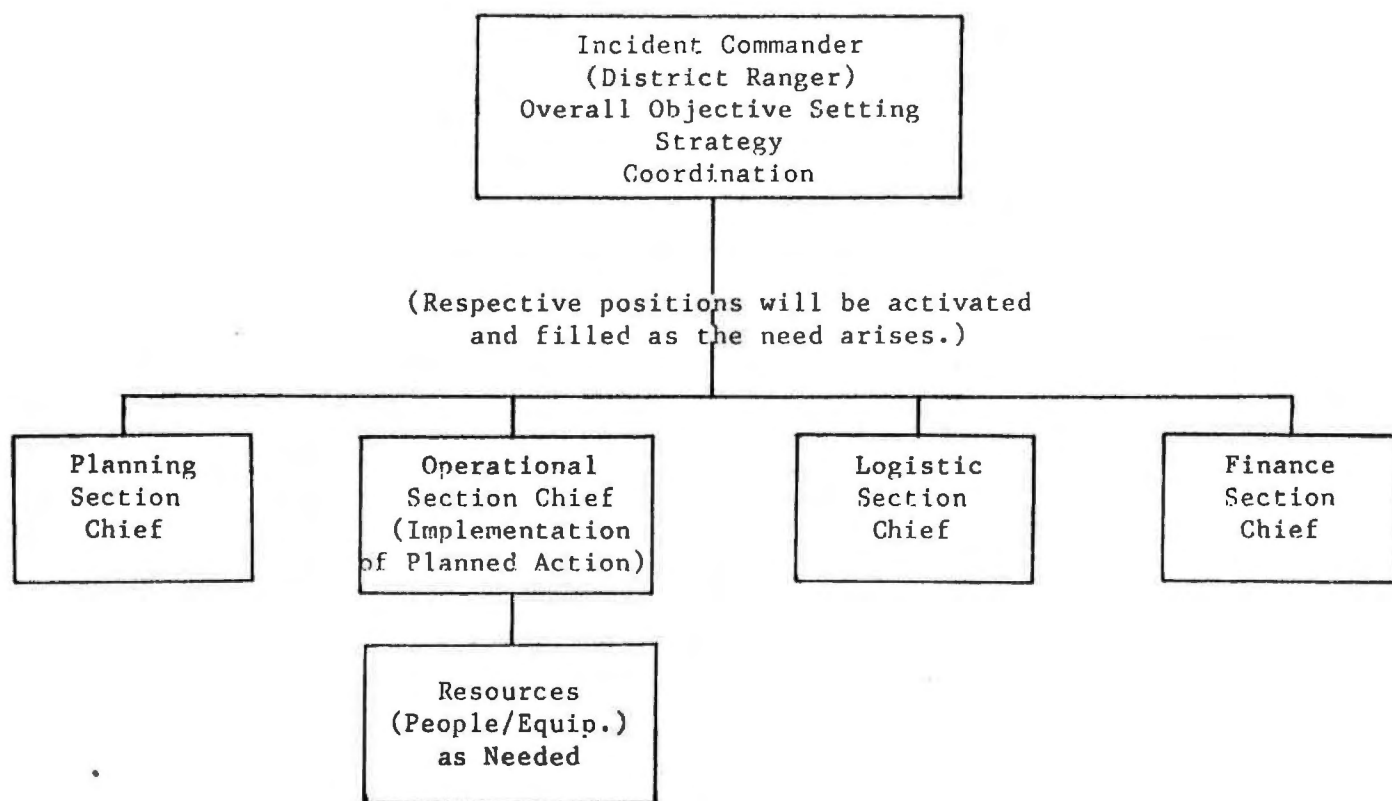 Incident Commander
(District Ranger)
Overall Objective Setting
Strategy
Coordination
(Respective positions will be activated
and filled as the need arises.)
Planning
Section
Chief
Operational
Section Chief
(Implementation
of Planned Action)
Logistic
Section
Chief
Finance
Section
Chief
Resources
(People/Equip.)
as Needed